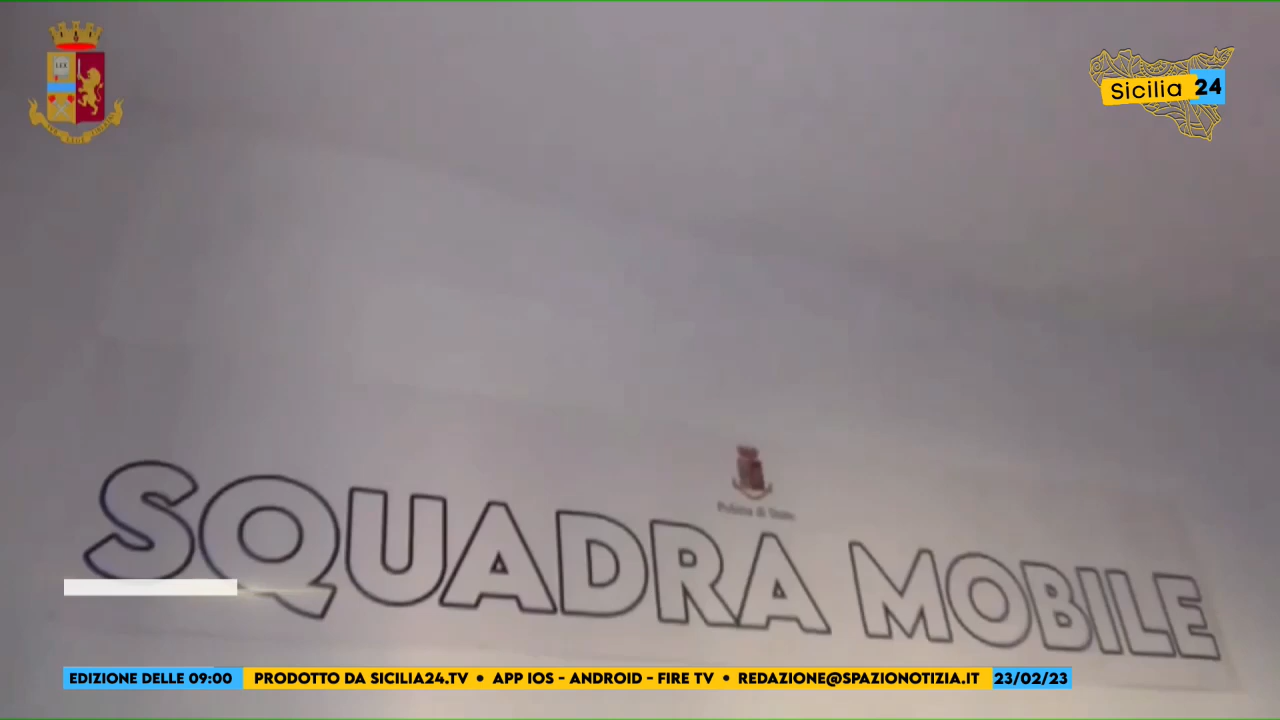 LEX
Sicilia 24
Polizia di Stato
SQUADRA MOBILE
EDIZIONE DELLE 09:00 PRODOTTO DA SICILIA24.TV • APP IOS - ANDROID - FIRE TV • REDAZIONE@SPAZIONOTIZIA.IT 23/02/23